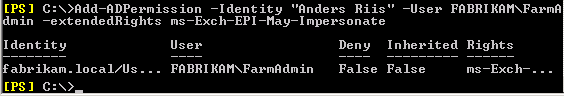 [PS] C:\>Add-ADPermission -Identity "Anders Riis" -User FABRIKAM\FarmA
dmin -extendedRights ms-Exch-EPI-May-Impersonate
Identity User Deny Inherited Rights
-------- ---- ---- --------- ------
fabrikam.local/Us... FABRIKAM\FarmAdmin False False ms-Exch-...
[PS] C:\>_